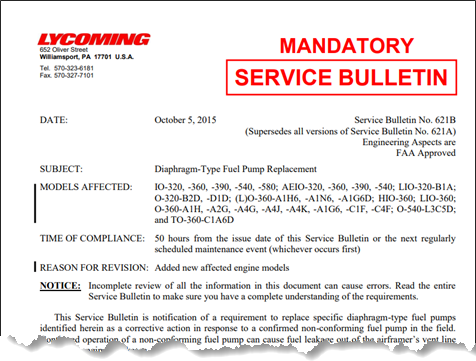 LYCOMING
652 Oliver Street
Williamsport, PA 17701 U.S.A.
Tel. 570-323-6181
Fax. 570-327-7101
MANDATORY
SERVICE BULLETIN
DATE: October 5, 2015 Service Bulletin No. 621B
(Supersedes all versions of Service Bulletin No. 621A)
Engineering Aspects are
FAA Approved
SUBJECT: Diaphragm-Type Fuel Pump Replacement
MODELS AFFECTED: IO-320, -360, -390, -540, -580; AEIO-320, -360, -390, -540; LIO-320-B1A;
O-320-B2D, -D1D; (L)O-360-A1H6, -A1N6, -A1G6D; HIO-360; LIO-360;
O-360-A1H, -A2G, -A4G, -A4J, -A4K, -A1G6, -C1F, -C4F; O-540-L3C5D;
and TO-360-C1A6D
TIME OF COMPLIANCE: 50 hours from the issue date of this Service Bulletin or the next regularly
scheduled maintenance event (whichever occurs first)
REASON FOR REVISION: Added new affected engine models
NOTICE: Incomplete review of all the information in this document can cause errors. Read the entire
Service Bulletin to make sure you have a complete understanding of the requirements.
This Service Bulletin is notification of a requirement to replace specific diaphragm-type fuel pumps
identified herein as a corrective action in response to a confirmed non-conforming fuel pump in the field.
operation of a non-conforming fuel pump can cause fuel leakage out of the airframe's vent line